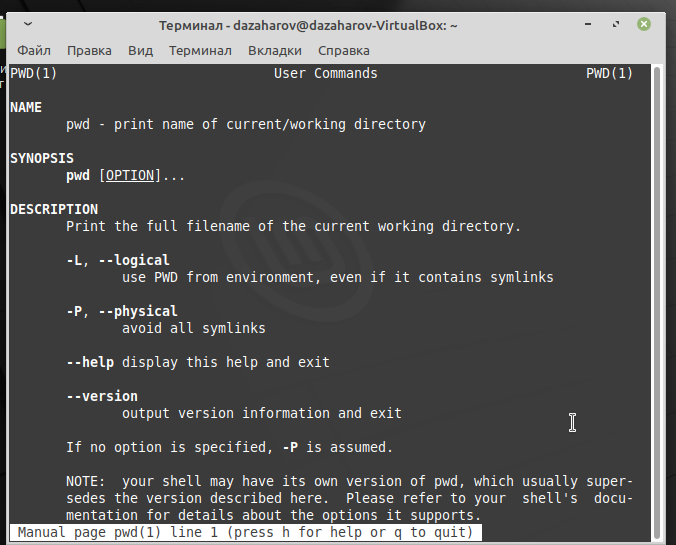 Терминал - dazaharov@dazaharov-VirtualBox: ~
Файл Правка Вид Терминал Вкладки Справка
PWD(1) User Commands PWD(1)
NAME
pwd - print name of current/working directory
SYNOPSIS
pwd [OPTION]...
DESCRIPTION
Print the full filename of the current working directory.
-L, --logical
use PWD from environment, even if it contains symlinks
-P, --physical
avoid all symlinks
--help display this help and exit
--version
output version information and exit
If no option is specified, -P is assumed.
NOTE: your shell may have its own version of pwd, which usually super-
sedes the version described here. Please refer to your shell's docu-
mentation for details about the options it supports.
Manual page pwd(1) line 1 (press h for help or q to quit)